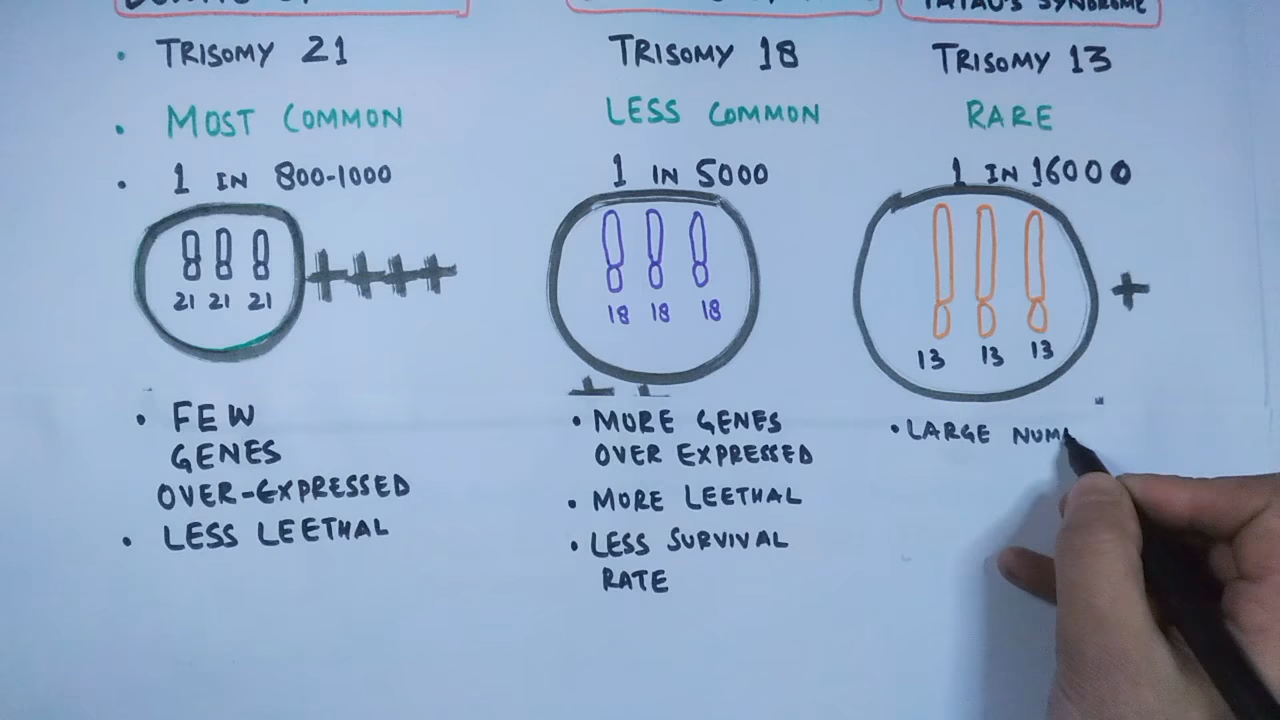 SYNDROME
TRISOMY 21
MOST COMMON
1 IN 800-1000
21 21 21
FEW
GENES
OVER-EXPRESSED
LESS LEETHAL
TRISOMY 18
LESS COMMON
1 IN 5000
18 18 18
MORE GENES
OVER EXPRESSED
MORE LEETHAL
LESS SURVIVAL
RATE
TRISOMY 13
RARE
1 IN 16000
13 13 13
LARGE NUM